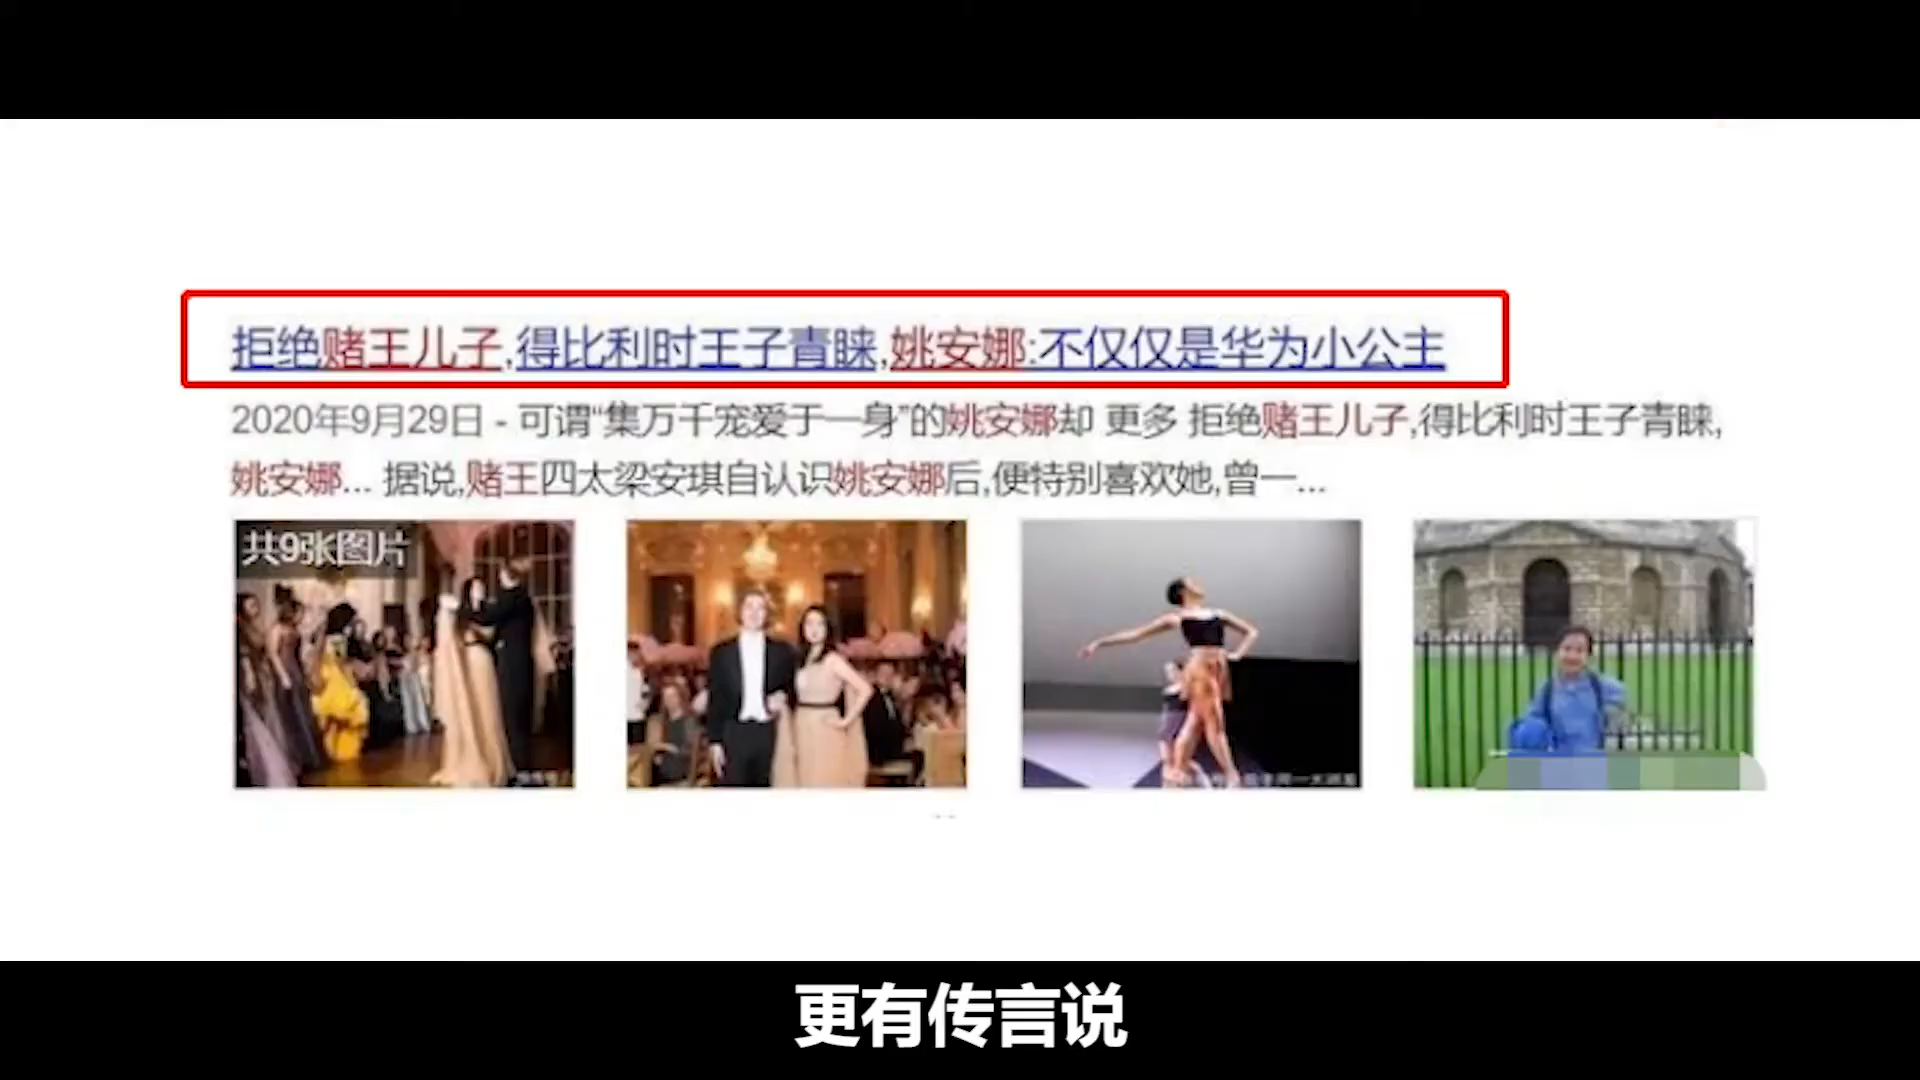 拒绝赌王儿子,得比利时王子青睐,姚安娜:不仅仅是华为小公主
2020年9月29日 - 可谓“集万千宠爱于一身”的姚安娜却 更多 拒绝赌王儿子,得比利时王子青睐,
姚安娜... 据说,赌王四太梁安琪自认识姚安娜后,便特别喜欢她,曾一...
共9张图片
更有传言说